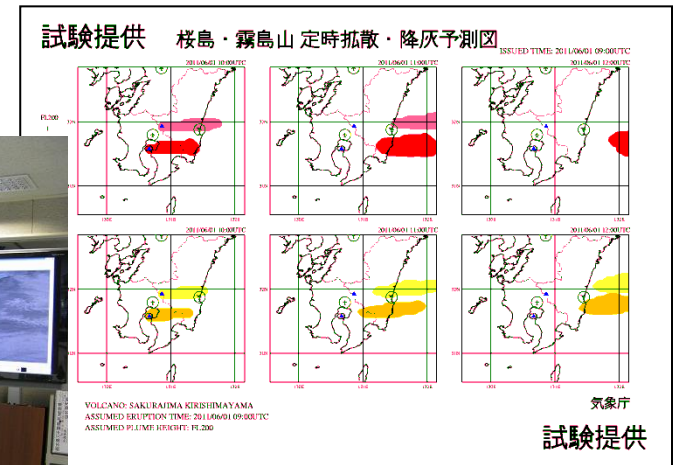 試験提供 桜島・霧島山 定時拡散・降灰予測図
ISSUED TIME: 2011/06/01 09:00UTC
2011/06/01 10:00UTC
2011/06/01 11:00UTC
2011/06/01 12:00UTC
FL200
2011/06/01 10:00UTC
2011/06/01 11:00UTC
2011/06/01 12:00UTC
VOLCANO: SAKURAJIMA KIRISHIMAYAMA
ASSUMED ERUPTION TIME: 2011/06/01 09:00UTC
ASSUMED PLUME HEIGHT: FL200
気象庁
試験提供